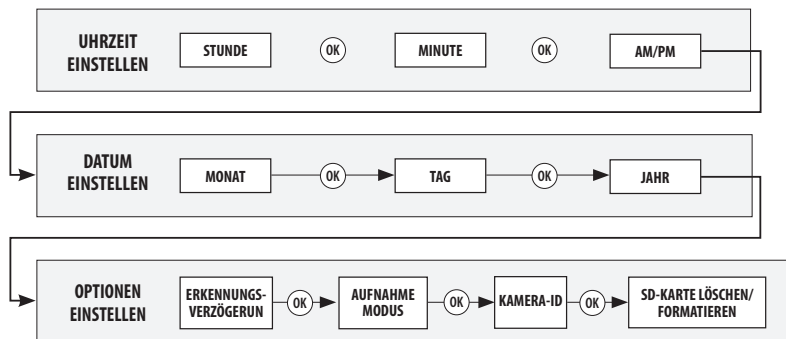 UHRZEIT
EINSTELLEN
STUNDE
OK
MINUTE
OK
AM/PM
DATUM
EINSTELLEN
MONAT
OK
TAG
OK
JAHR
OPTIONEN
EINSTELLEN
ERKENNUNGS-
VERZÖGERUN
OK
AUFNAHME
MODUS
OK
KAMERA-ID
OK
SD-KARTE LÖSCHEN/
FORMATIEREN